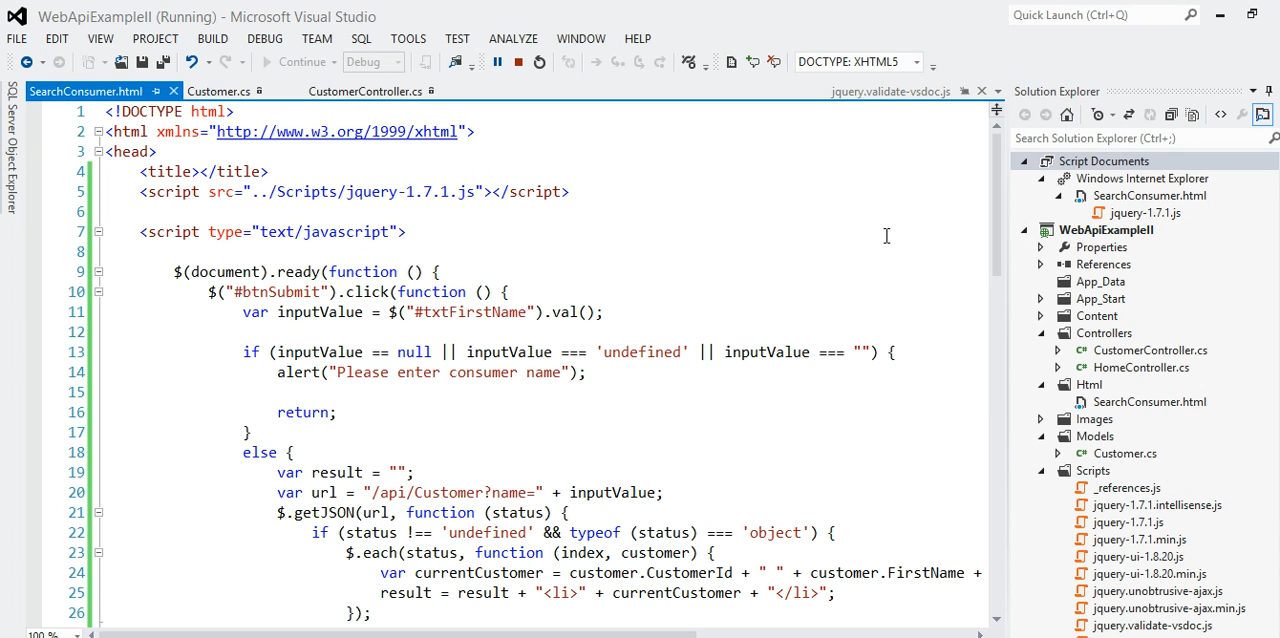 WebApiExampleII (Running) - Microsoft Visual Studio
Quick Launch (Ctrl+Q)
FILE EDIT VIEW PROJECT BUILD DEBUG TEAM SQL TOOLS TEST ANALYZE WINDOW HELP
Continue Debug DOCTYPE: XHTML5
SQL Server Object Explorer
SearchConsumer.html Customer.cs CustomerController.cs jquery.validate-vsdoc.js
1 <!DOCTYPE html>
2 <html xmlns="http://www.w3.org/1999/xhtml">
3 <head>
4 <title></title>
5 <script src="../Scripts/jquery-1.7.1.js"></script>
6
7 <script type="text/javascript">
8
9 $(document).ready(function () {
10 $("#btnSubmit").click(function () {
11 var inputValue = $("#txtFirstName").val();
12
13 if (inputValue == null || inputValue === 'undefined' || inputValue === "") {
14 alert("Please enter consumer name");
15
16 return;
17 }
18 else {
19 var result = "";
20 var url = "/api/Customer?name=" + inputValue;
21 $.getJSON(url, function (status) {
22 if (status !== 'undefined' && typeof (status) === 'object') {
23 $.each(status, function (index, customer) {
24 var currentCustomer = customer.CustomerId + " " + customer.FirstName +
25 result = result + "<li>" + currentCustomer + "</li>";
26 });
100 %
Solution Explorer
Search Solution Explorer (Ctrl+;)
Script Documents
Windows Internet Explorer
SearchConsumer.html
jquery-1.7.1.js
WebApiExampleII
Properties
References
App_Data
App_Start
Content
Controllers
C# CustomerController.cs
C# HomeController.cs
Html
SearchConsumer.html
Images
Models
C# Customer.cs
Scripts
_references.js
jquery-1.7.1.intellisense.js
jquery-1.7.1.js
jquery-1.7.1.min.js
jquery-ui-1.8.20.js
jquery-ui-1.8.20.min.js
jquery.unobtrusive-ajax.js
jquery.unobtrusive-ajax.min.js
jquery.validate-vsdoc.js